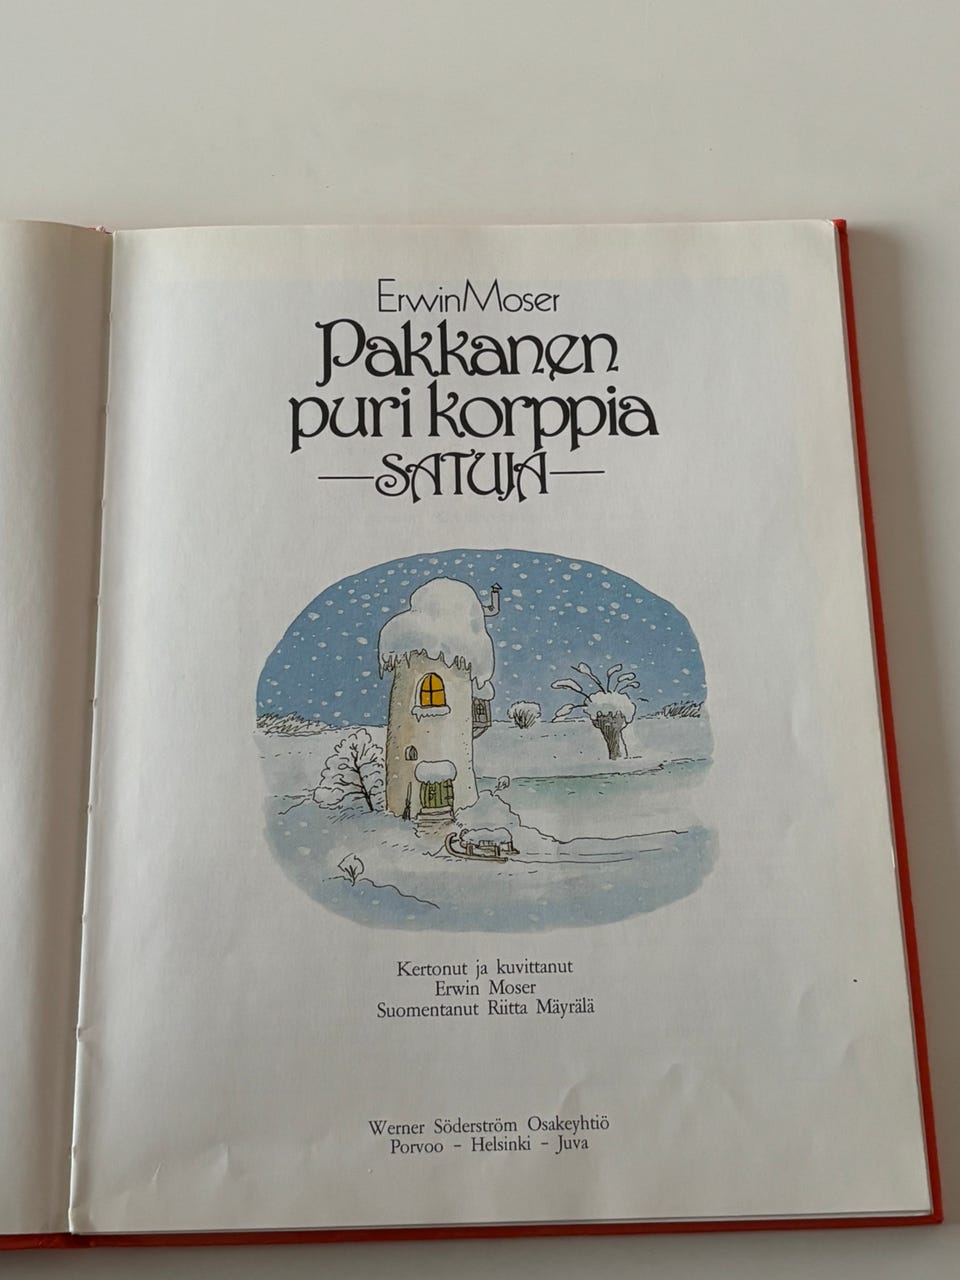 Erwin Moser
Pakkanen
puri korppia
—SATUJA—
Kertonut ja kuvittanut
Erwin Moser
Suomentanut Riitta Mäyrälä
Werner Söderström Osakeyhtiö
Porvoo – Helsinki – Juva